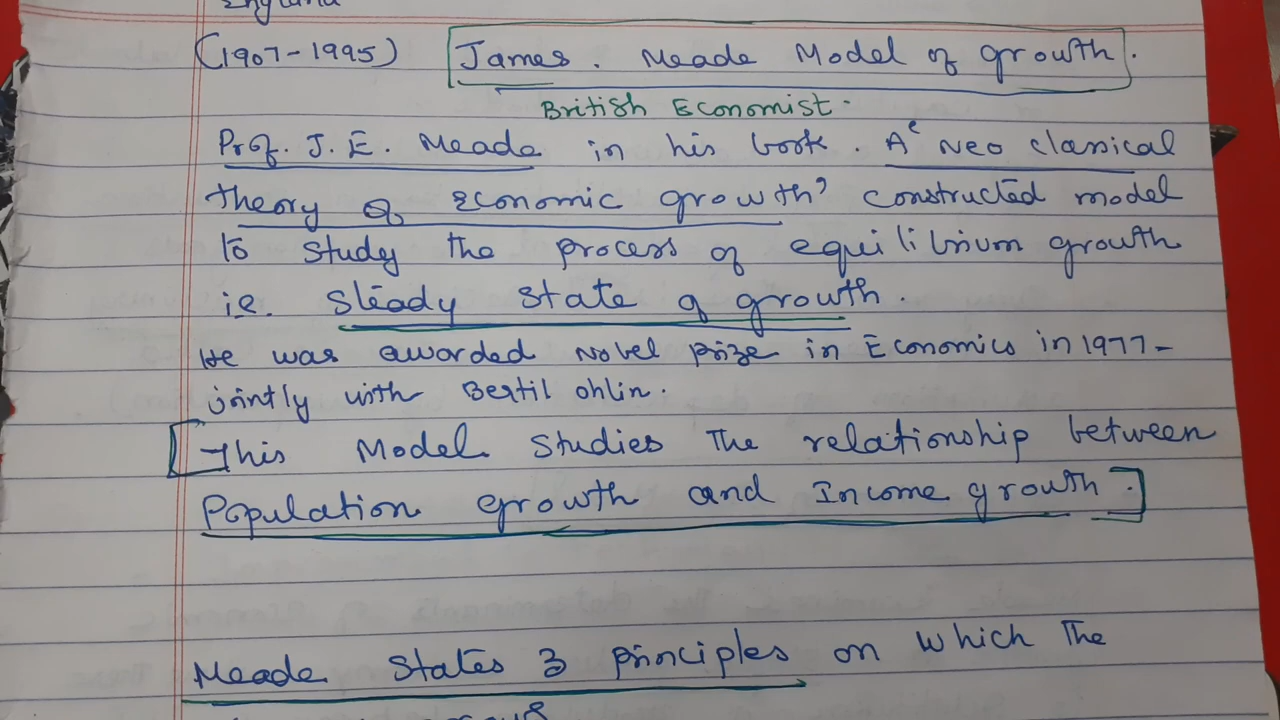 England
(1907-1995) James. Meade Model of growth.
British Economist.
Prof. J. E. Meade in his book. A' Neo classical
theory of Economic growth' constructed model
to study the process of equilibrium growth
i.e. Steady state of growth.
He was awarded Novel prize in Economics in 1977-
jointly with Bertil ohlin.
This Model studies The relationship between
Population growth and Income growth.
Meade States 3 principles on which The